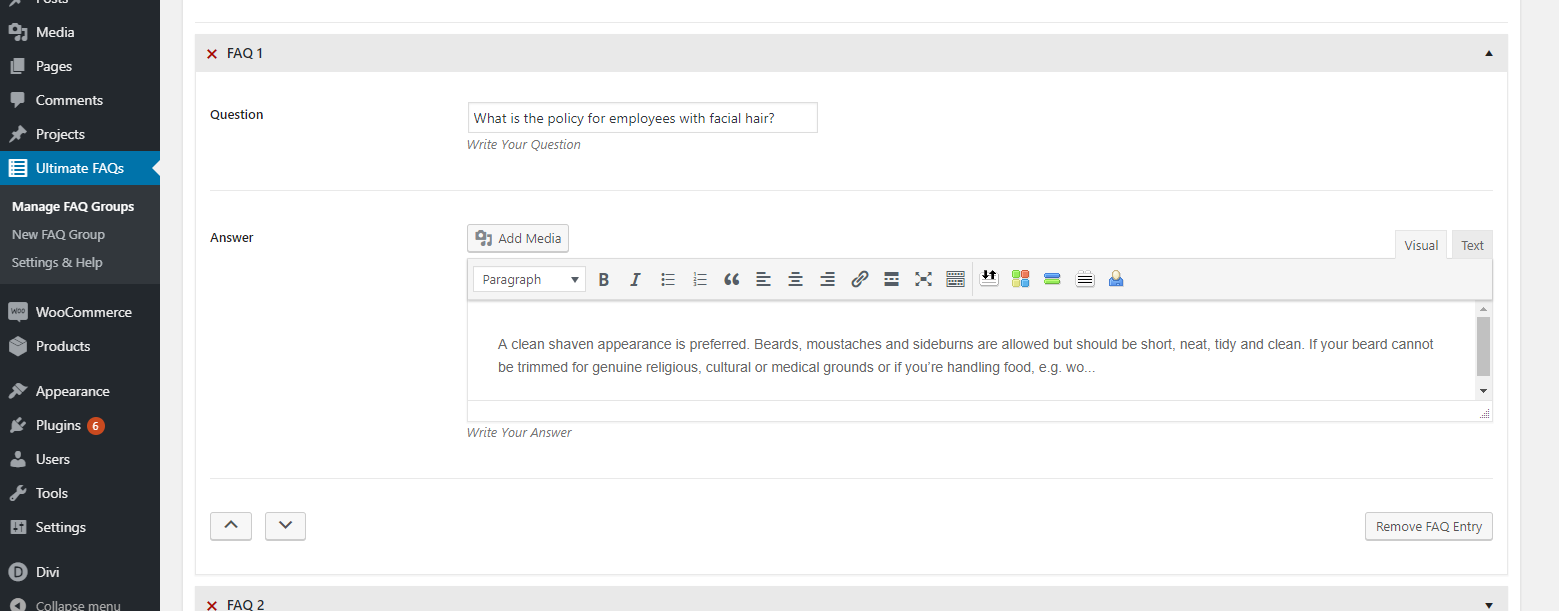 Posts
Media
Pages
Comments
Projects
Ultimate FAQs
Manage FAQ Groups
New FAQ Group
Settings & Help
WOO WooCommerce
Products
Appearance
Plugins 6
Users
Tools
Settings
D Divi
Collapse menu
FAQ 1
Question
What is the policy for employees with facial hair?
Write Your Question
Answer
Add Media
Visual Text
Paragraph
A clean shaven appearance is preferred. Beards, moustaches and sideburns are allowed but should be short, neat, tidy and clean. If your beard cannot
be trimmed for genuine religious, cultural or medical grounds or if you’re handling food, e.g. wo...
Write Your Answer
Remove FAQ Entry
FAQ 2